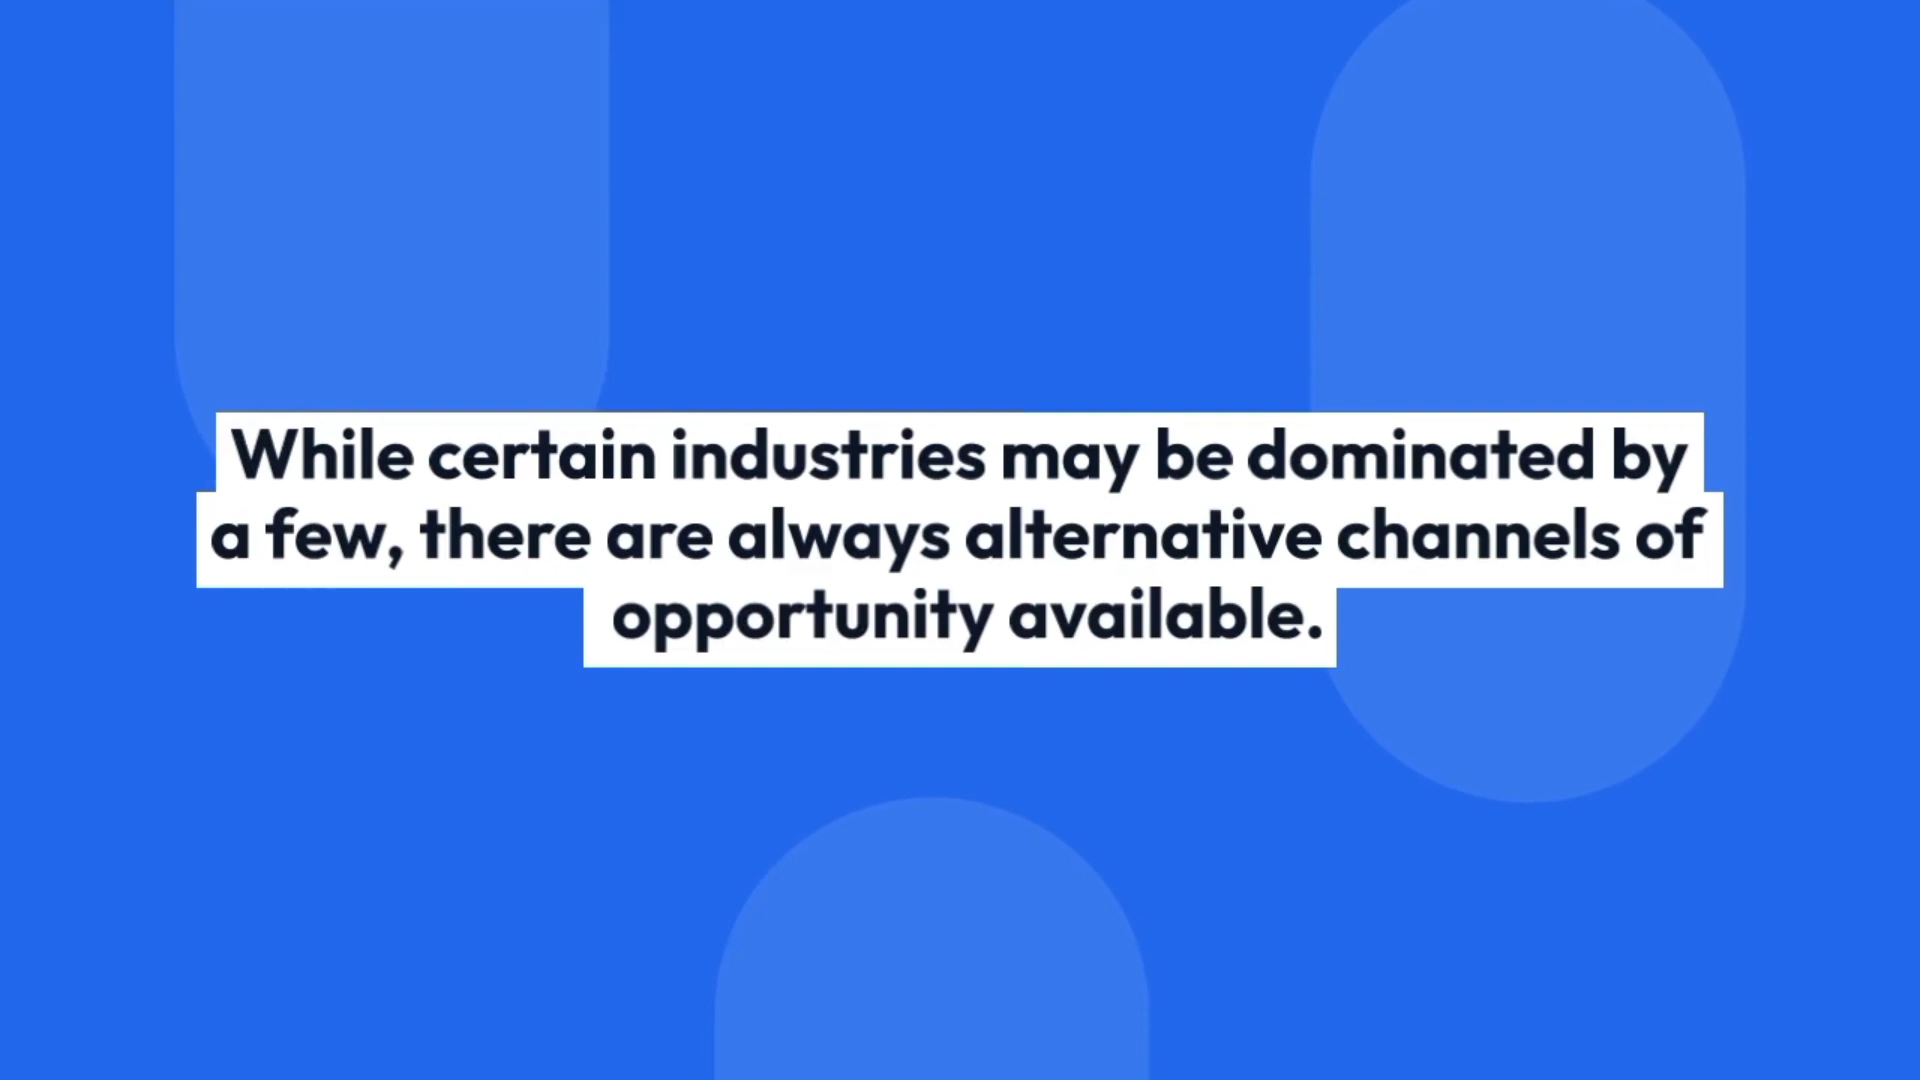 While certain industries may be dominated by
a few, there are always alternative channels of
opportunity available.